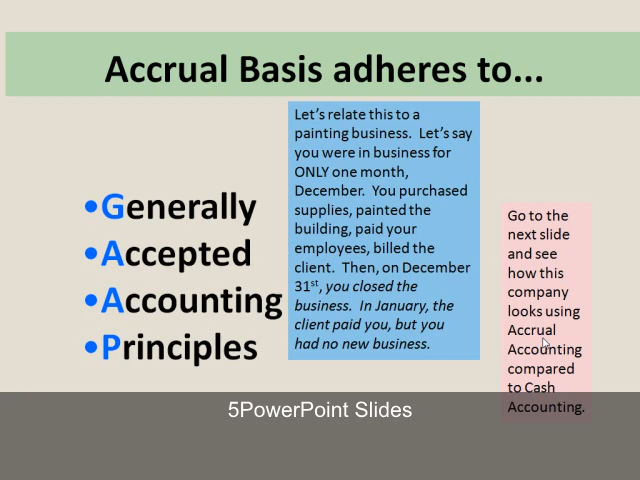 Accrual Basis adheres to...
•Generally
•Accepted
•Accounting
•Principles
Let's relate this to a
painting business. Let's say
you were in business for
ONLY one month,
December. You purchased
supplies, painted the
building, paid your
employees, billed the
client. Then, on December
31st, you closed the
business. In January, the
client paid you, but you
had no new business.
Go to the
next slide
and see
how this
company
looks using
Accrual
Accounting
compared
to Cash
Accounting.
5PowerPoint Slides